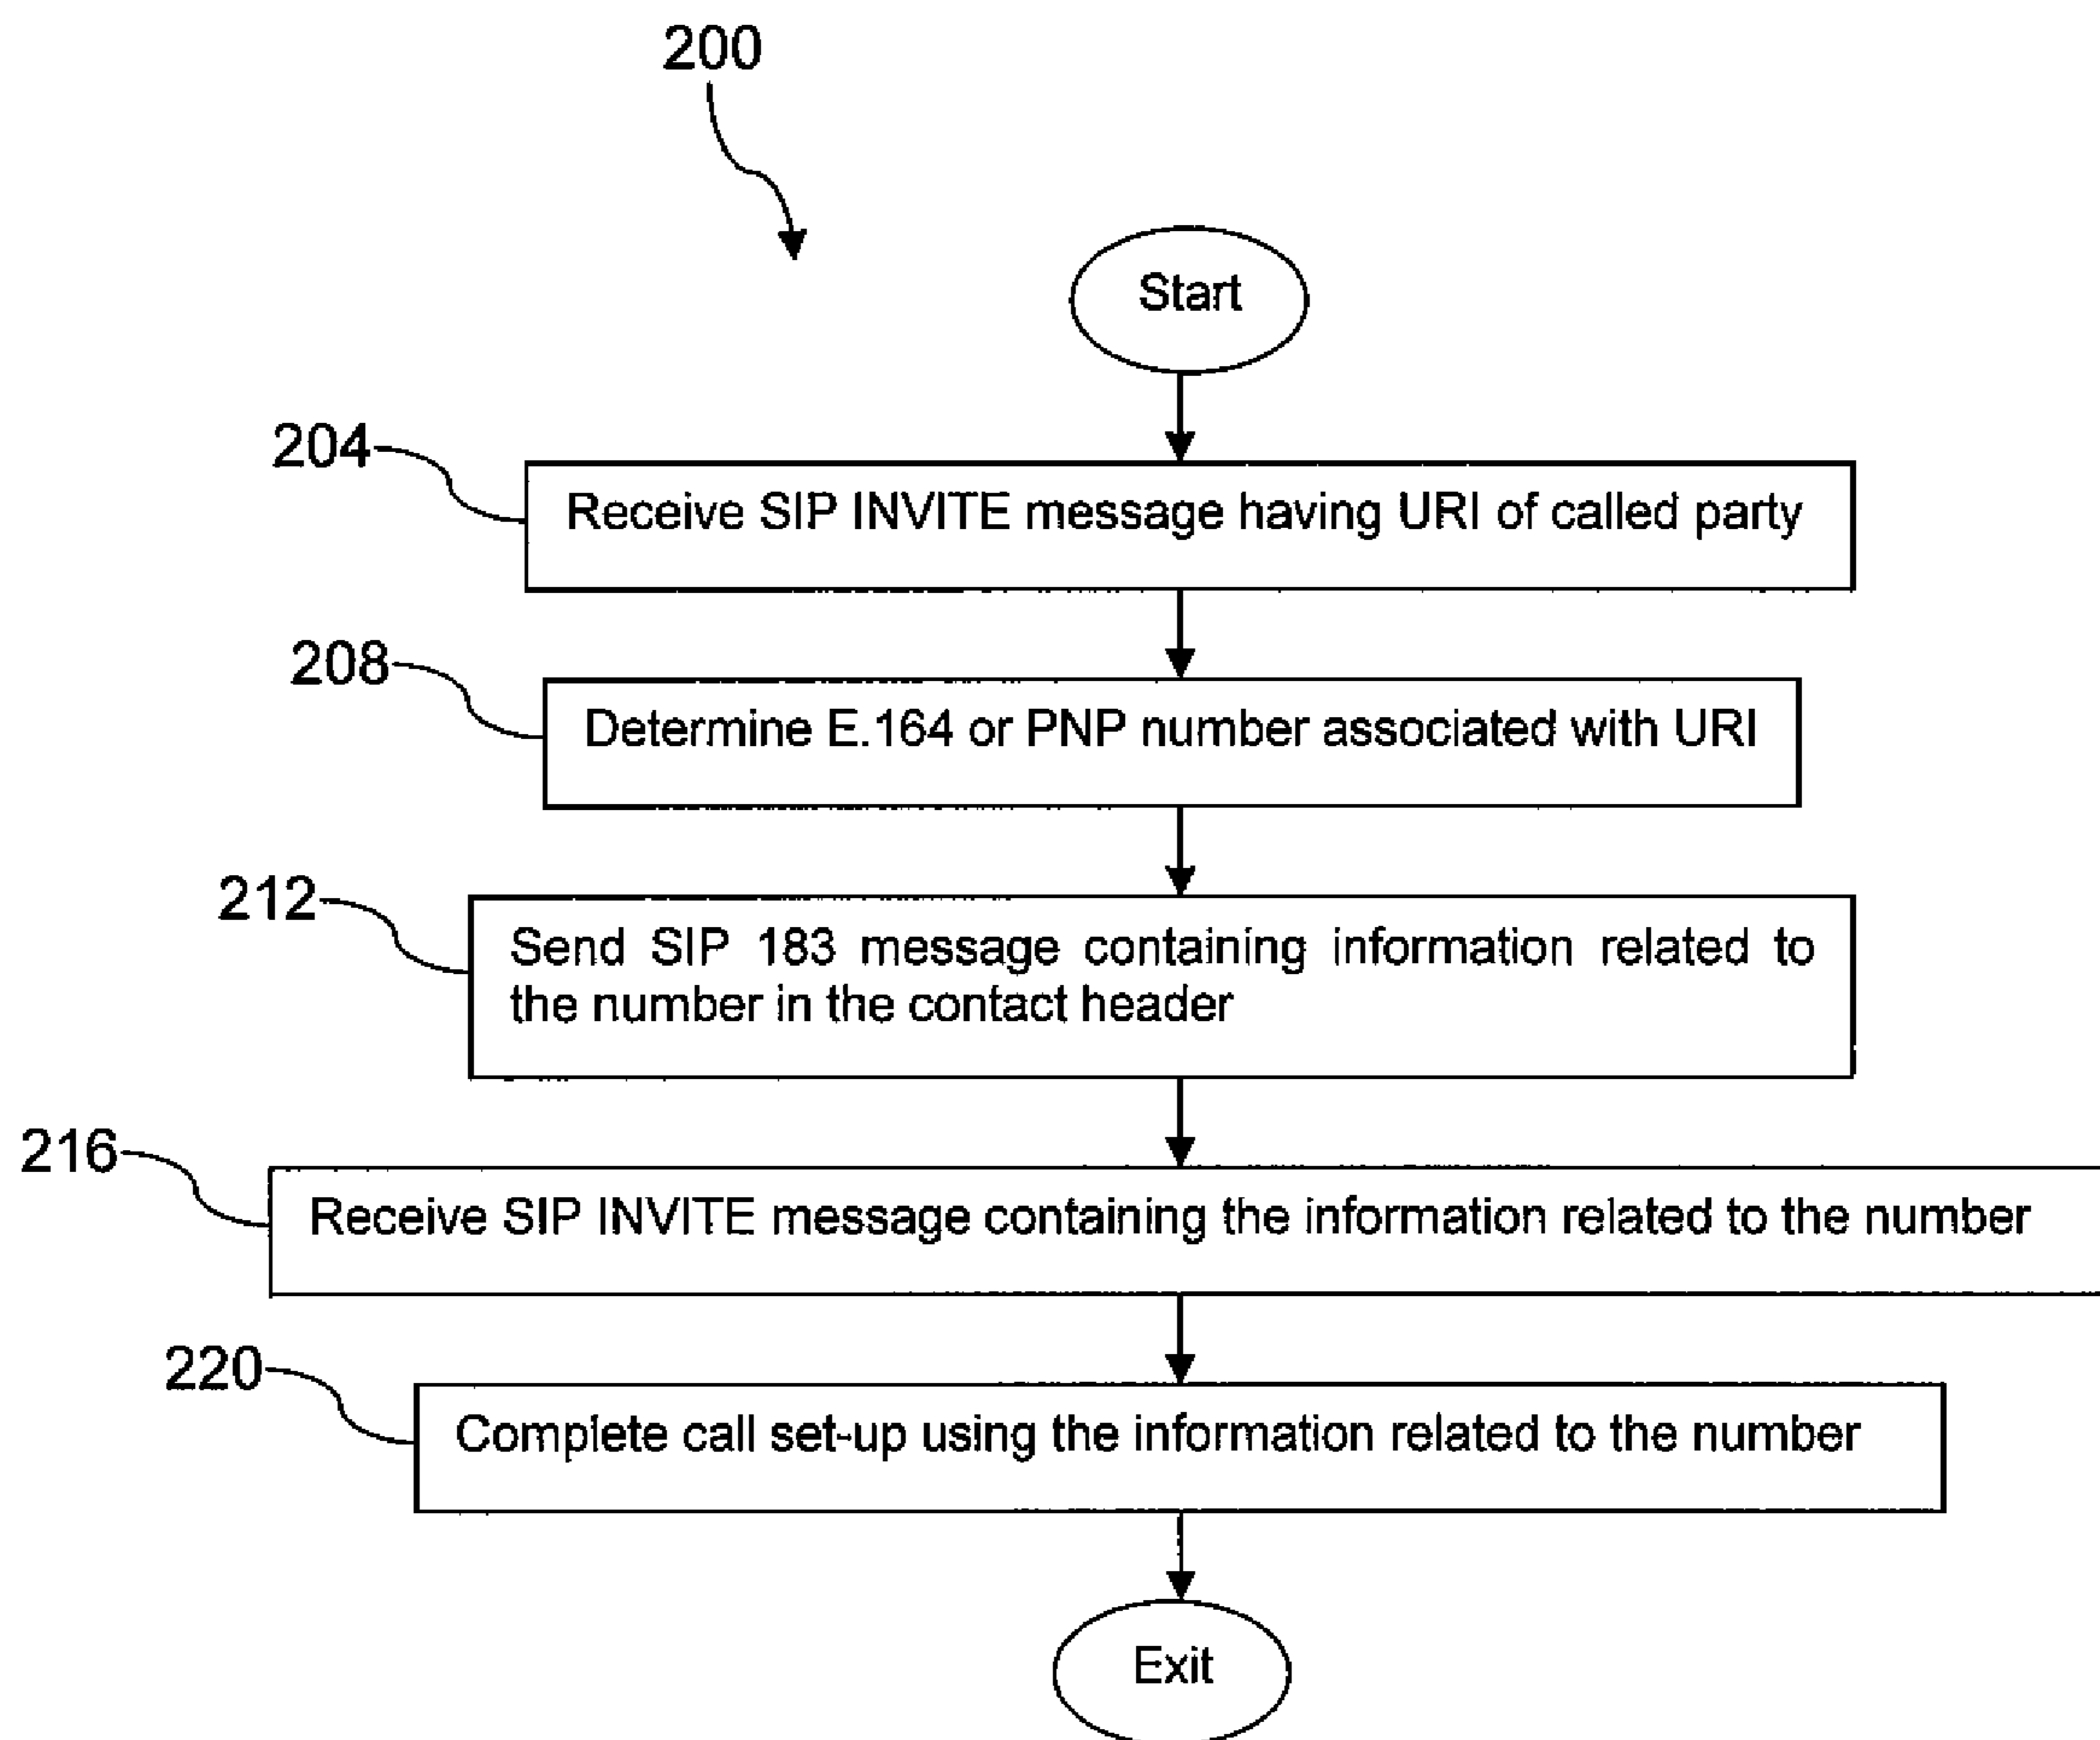 200
Start
204
Receive SIP INVITE message having URI of called party
208
Determine E.164 or PNP number associated with URI
212
Send SIP 183 message containing information related to
the number in the contact header
216
Receive SIP INVITE message containing the information related to the number
220
Complete call set-up using the information related to the number
Exit